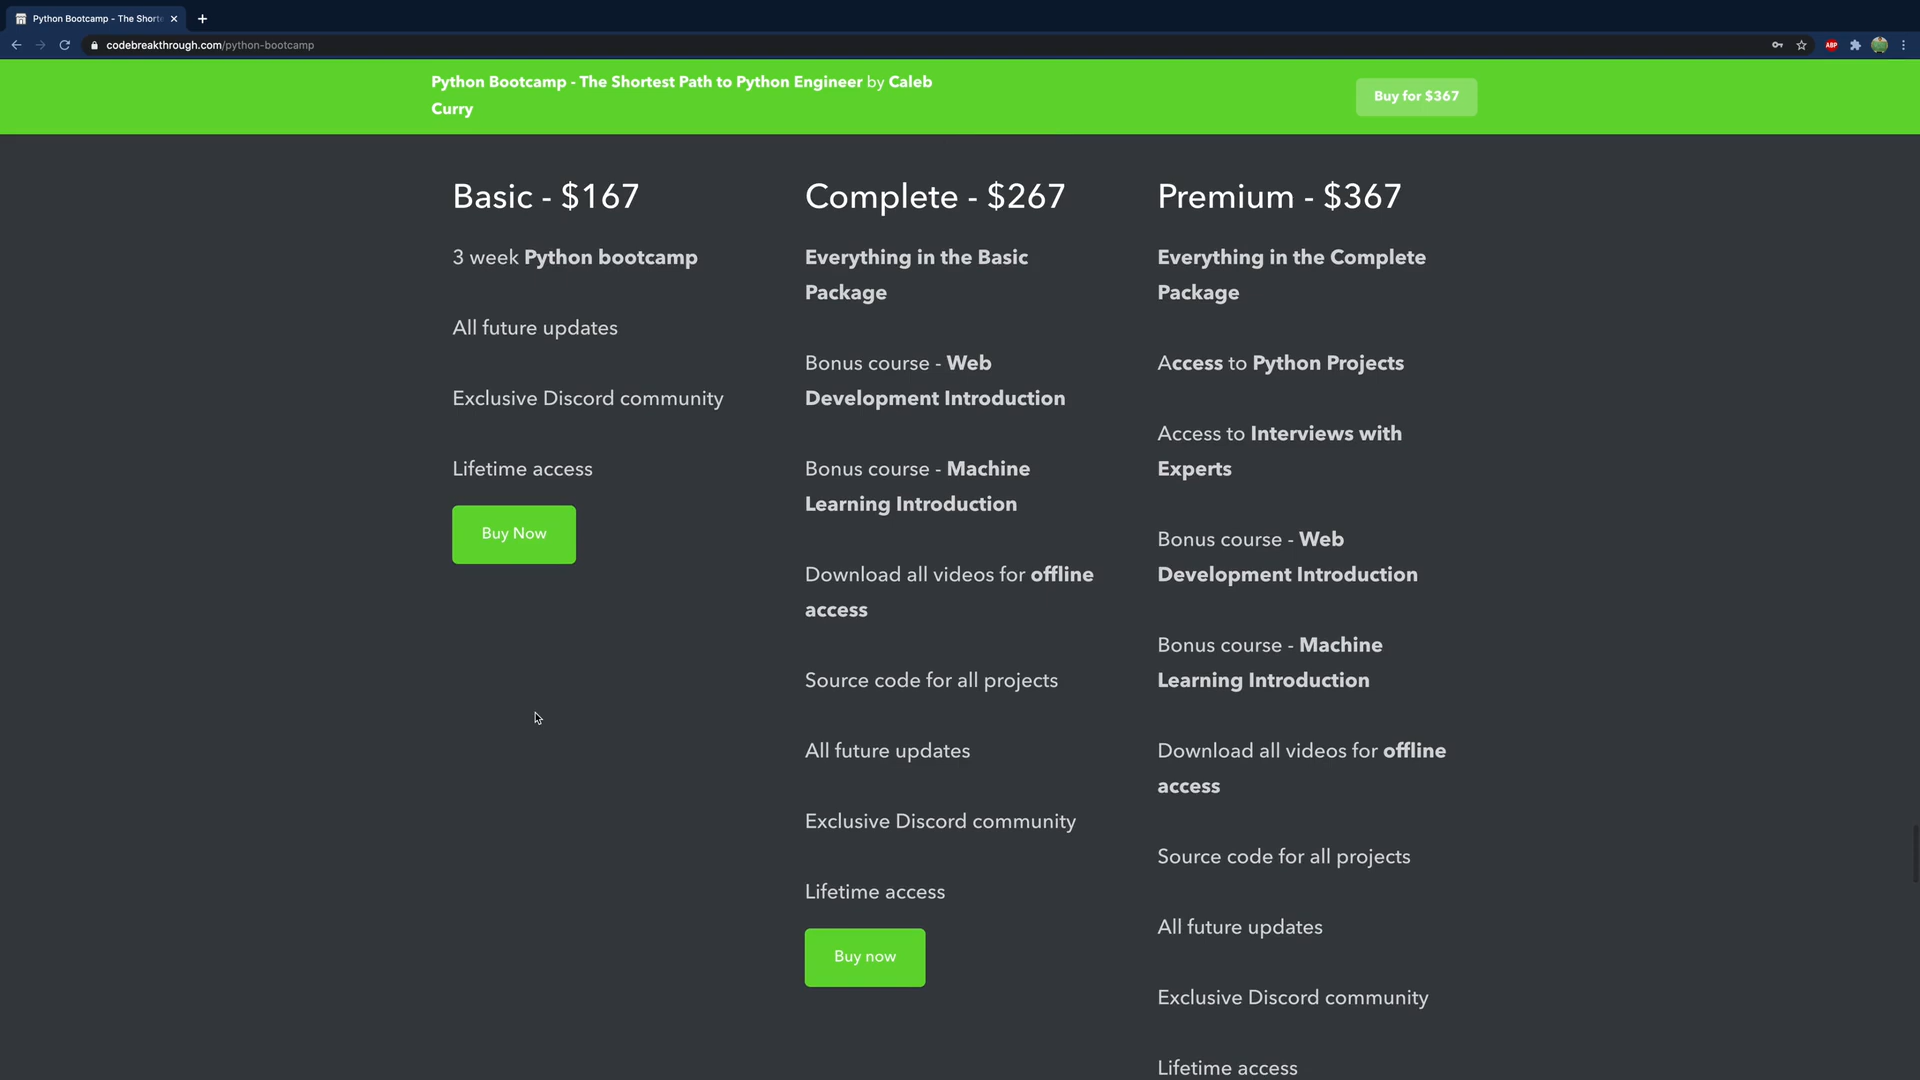 Python Bootcamp - The Shorte
codebreakthrough.com/python-bootcamp
ABP
Python Bootcamp - The Shortest Path to Python Engineer by Caleb
Curry
Buy for $367
Basic - $167
3 week Python bootcamp
All future updates
Exclusive Discord community
Lifetime access
Buy Now
Complete - $267
Everything in the Basic
Package
Bonus course - Web
Development Introduction
Bonus course - Machine
Learning Introduction
Download all videos for offline
access
Source code for all projects
All future updates
Exclusive Discord community
Lifetime access
Buy now
Premium - $367
Everything in the Complete
Package
Access to Python Projects
Access to Interviews with
Experts
Bonus course - Web
Development Introduction
Bonus course - Machine
Learning Introduction
Download all videos for offline
access
Source code for all projects
All future updates
Exclusive Discord community
Lifetime access